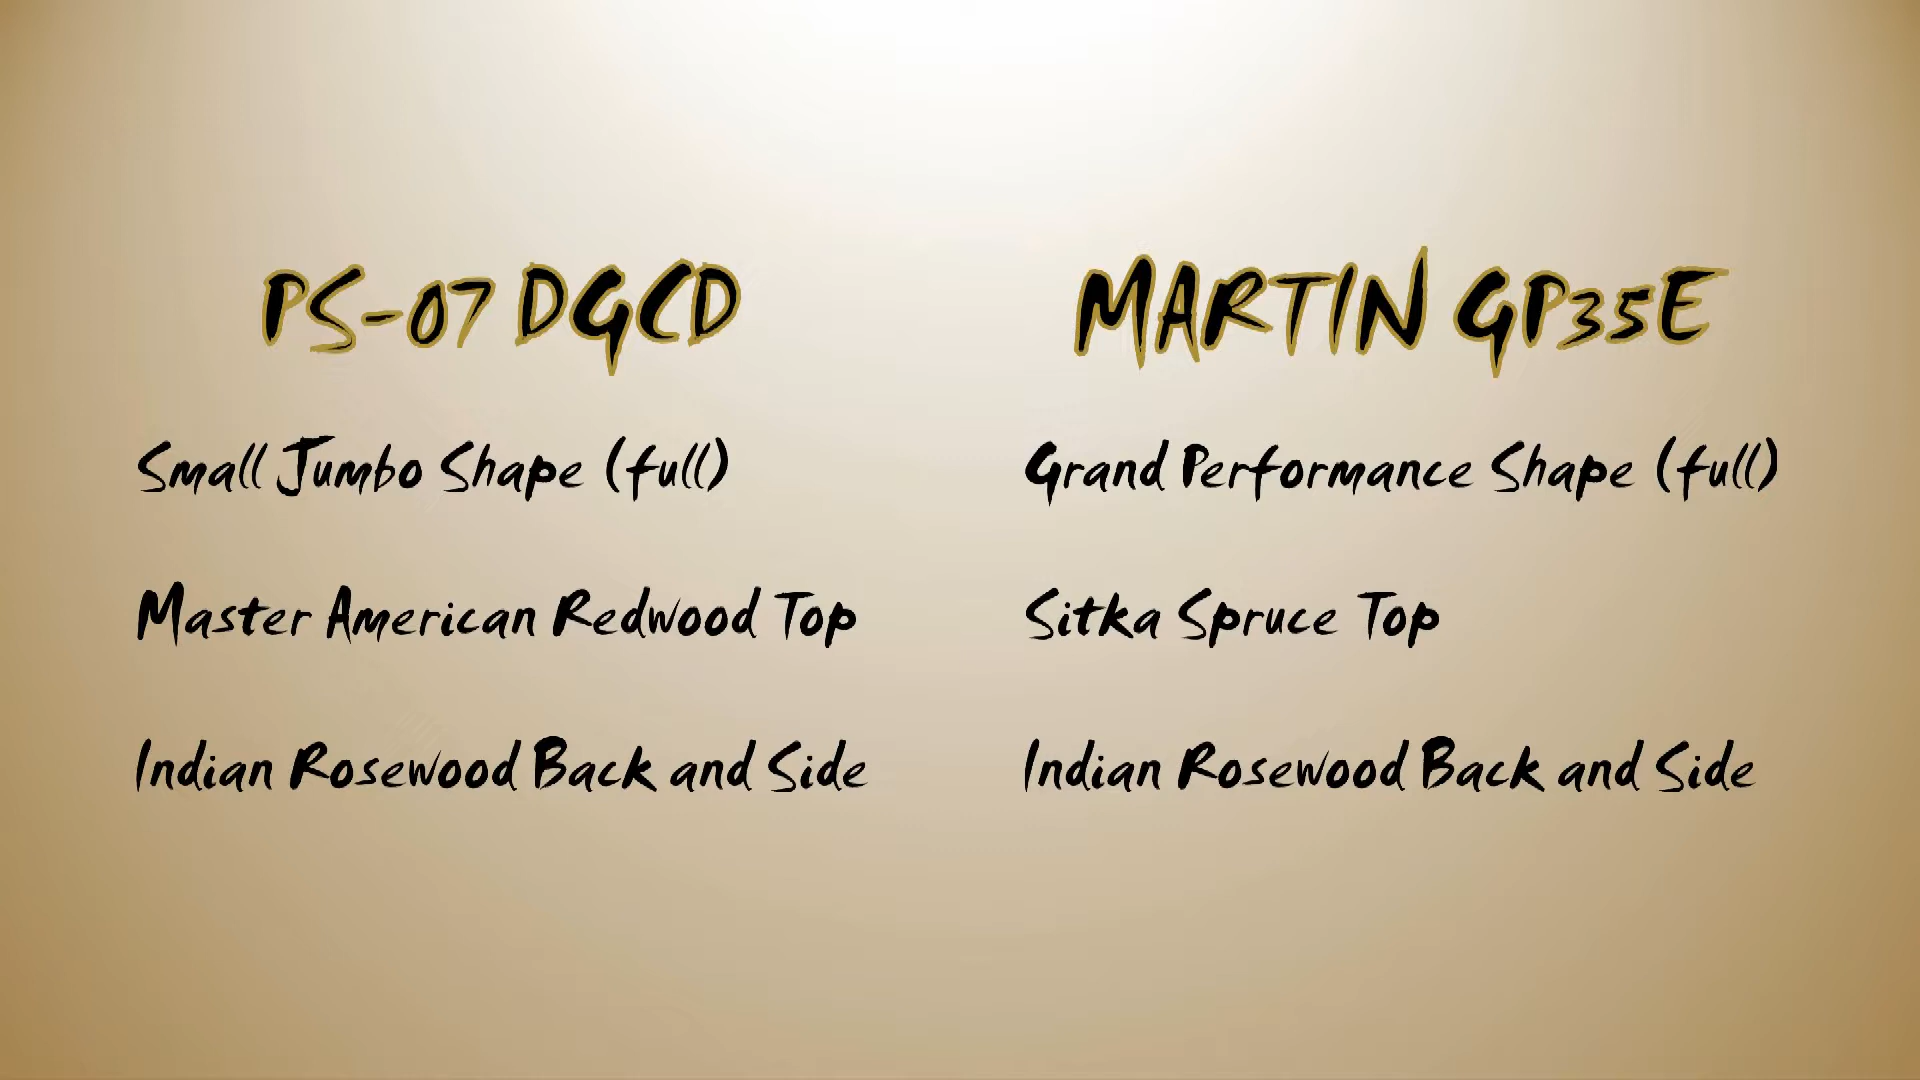 PS-07 DGCD
Small Jumbo Shape (full)
Master American Redwood Top
Indian Rosewood Back and Side
MARTIN GP35E
Grand Performance Shape (full)
Sitka Spruce Top
Indian Rosewood Back and Side